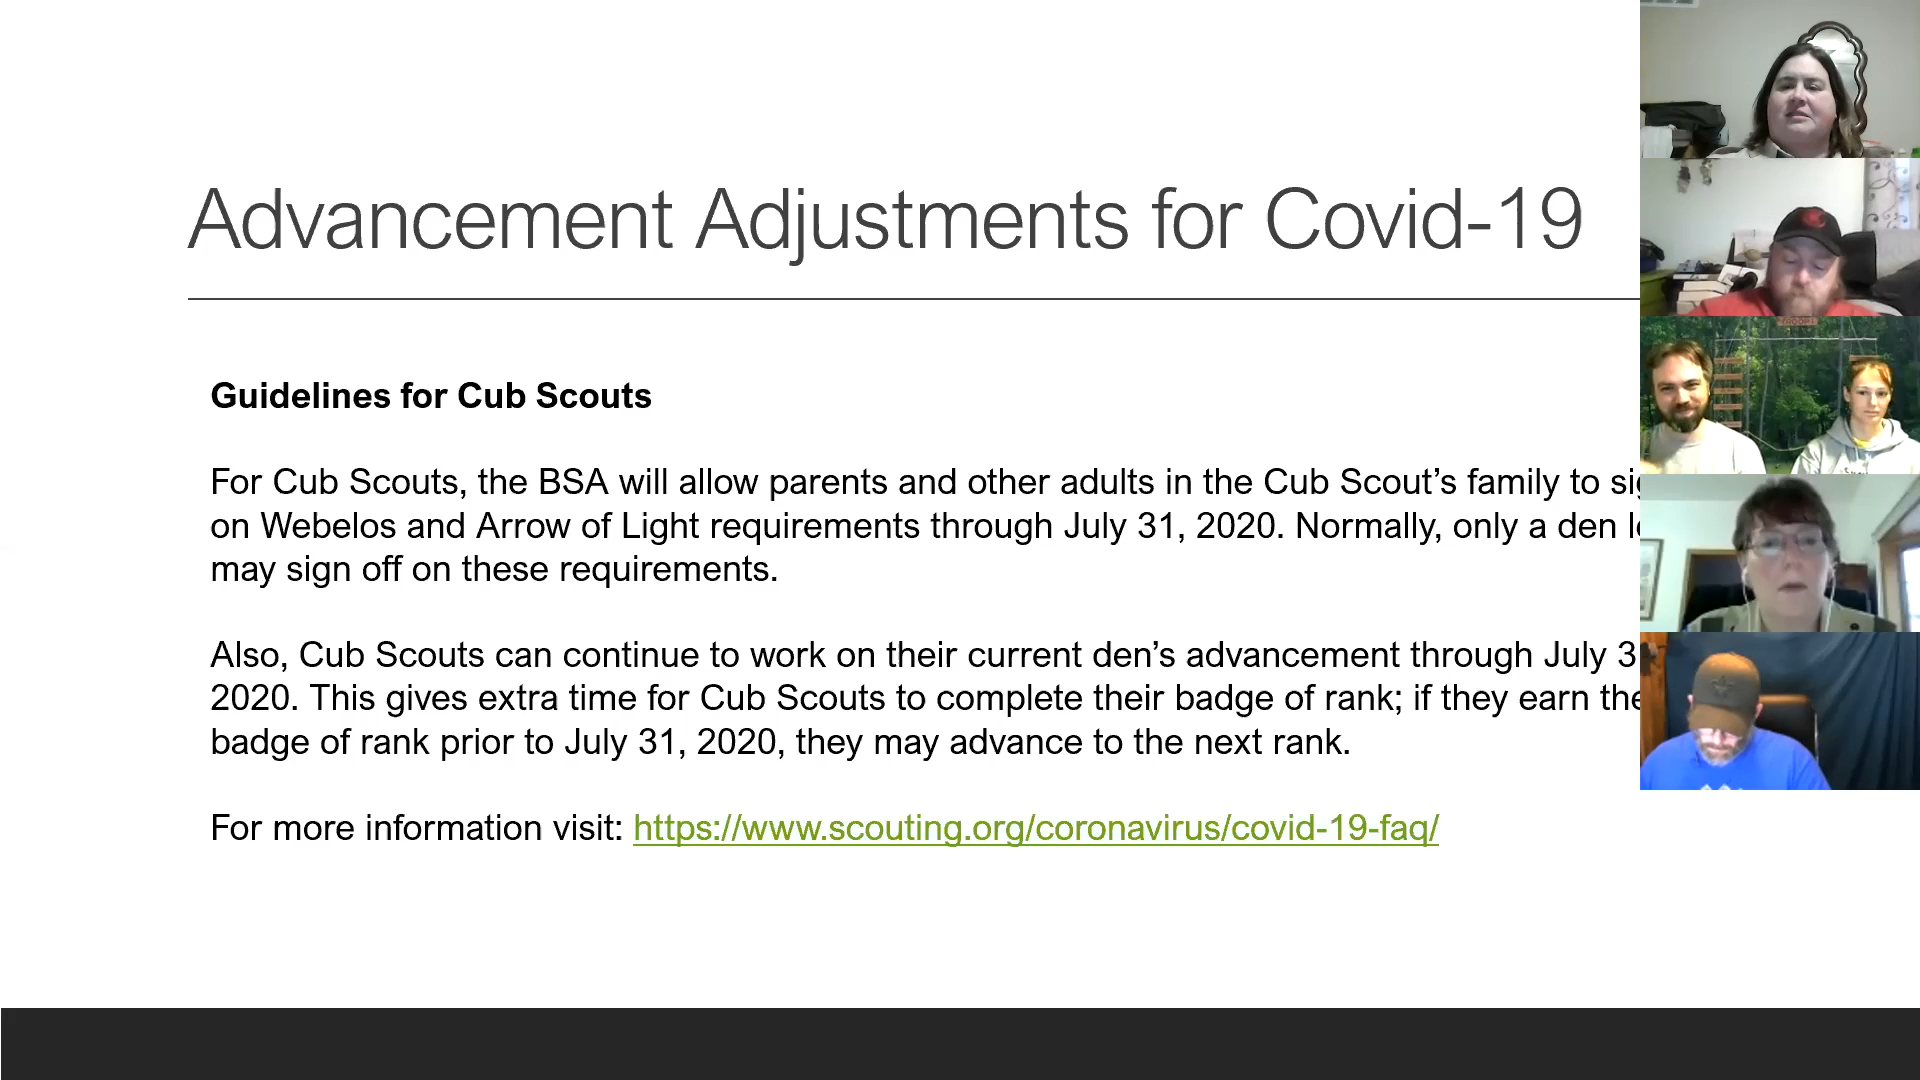 Advancement Adjustments for Covid-19
Guidelines for Cub Scouts
For Cub Scouts, the BSA will allow parents and other adults in the Cub Scout’s family to
on Webelos and Arrow of Light requirements through July 31, 2020. Normally, only a den
may sign off on these requirements.
Also, Cub Scouts can continue to work on their current den’s advancement through July
2020. This gives extra time for Cub Scouts to complete their badge of rank; if they earn
badge of rank prior to July 31, 2020, they may advance to the next rank.
For more information visit: https://www.scouting.org/coronavirus/covid-19-faq/